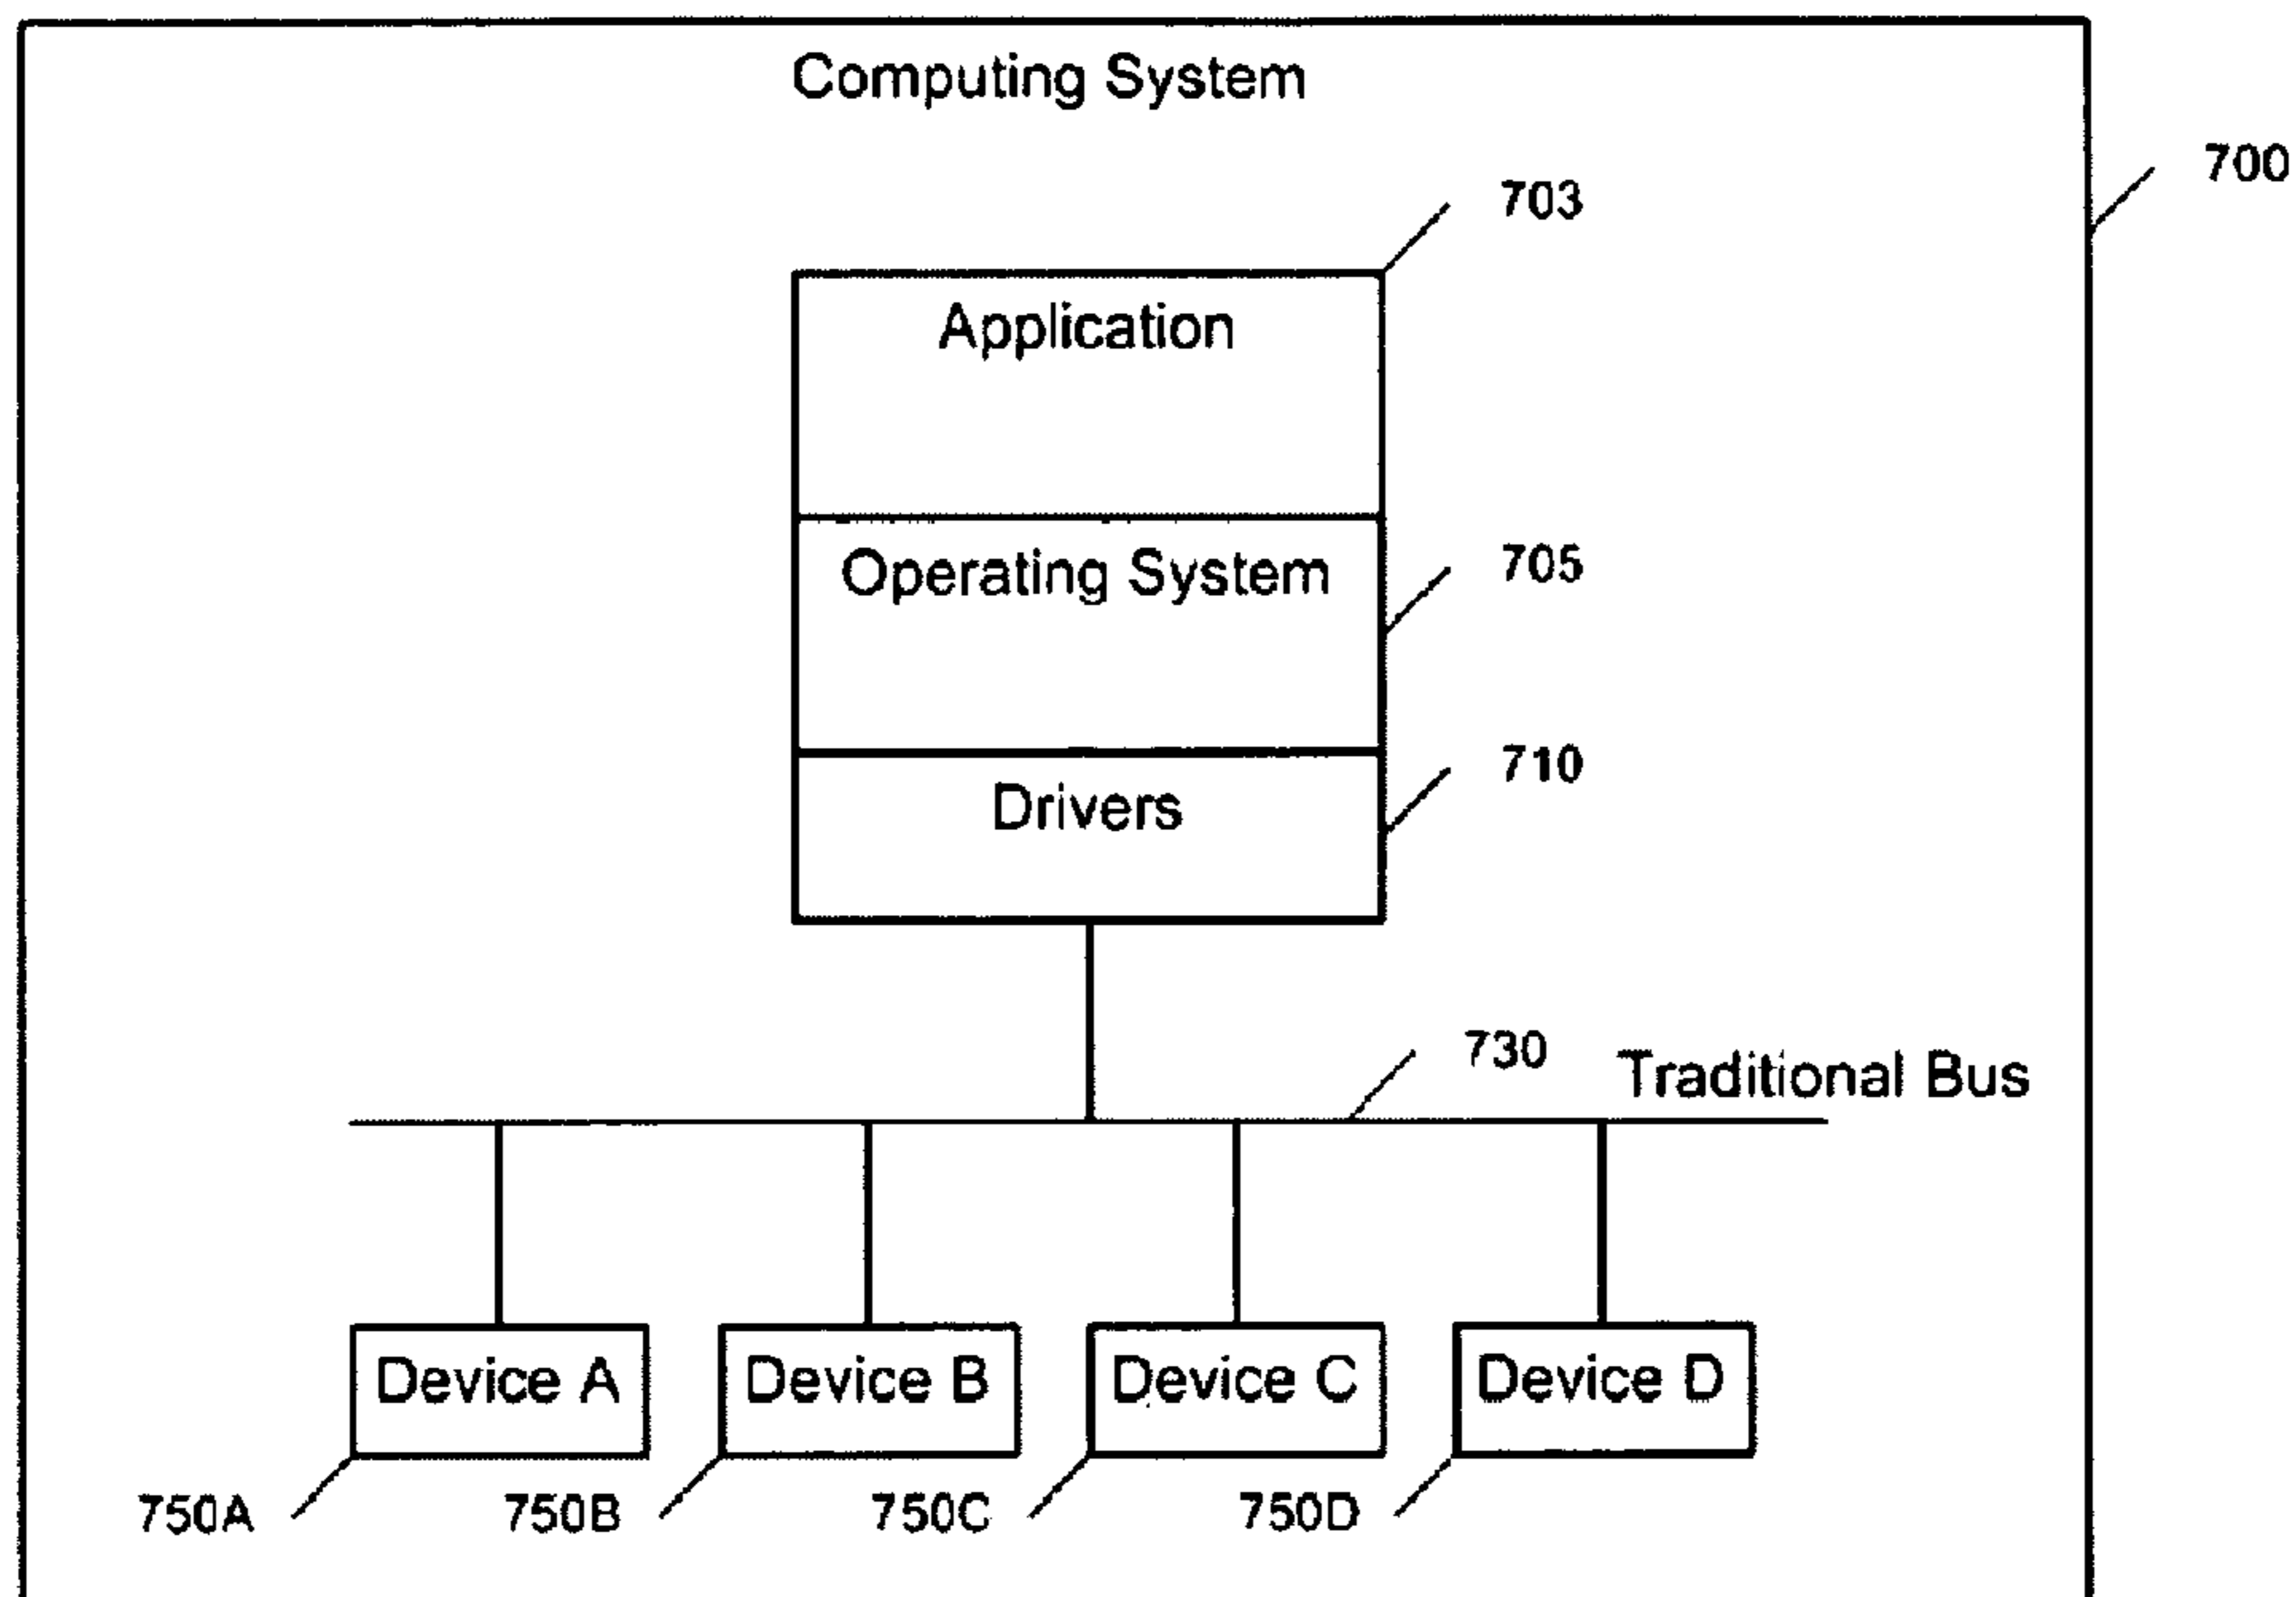 Computing System
700
703
Application
Operating System
705
710
Drivers
730
Traditional Bus
Device A
Device B
Device C
Device D
750A
750B
750C
750D